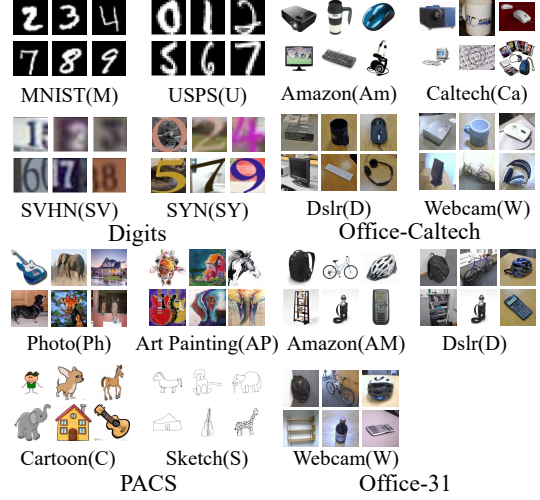 MNIST(M) USPS(U) Amazon(Am) Caltech(Ca)
SVHN(SV) SYN(SY) Dslr(D) Webcam(W)
Digits Office-Caltech
Photo(Ph) Art Painting(AP) Amazon(AM) Dslr(D)
Cartoon(C) Sketch(S) Webcam(W)
PACS Office-31